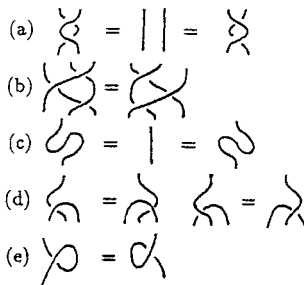 (a) = =
(b) =
(c) = =
(d) = =
(e) =